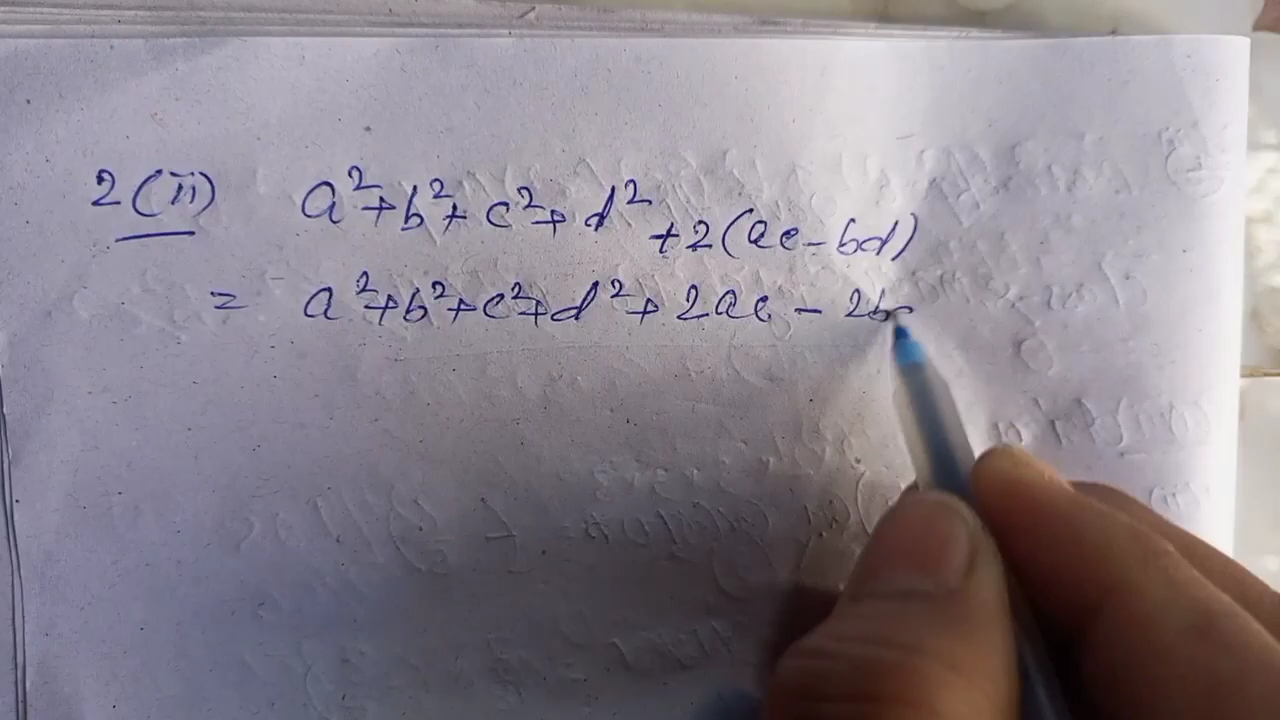 2(ii) a²+b²+c²+d²+2(ac-bd)
= a²+b²+c²+d²+2ac-2b